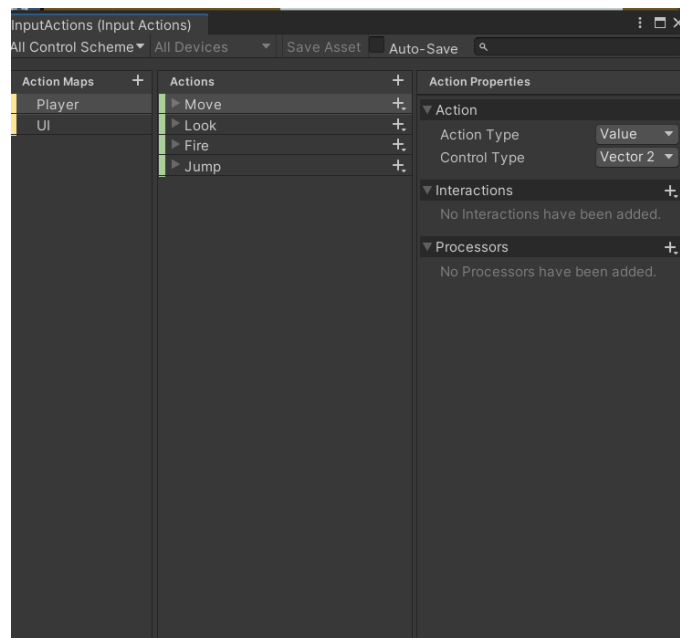 InputActions (Input Actions)
All Control Scheme All Devices Save Asset Auto-Save
Action Maps + Actions + Action Properties
Player
UI
Move
Look
Fire
Jump
Action
Action Type Value
Control Type Vector 2
Interactions
No Interactions have been added.
Processors
No Processors have been added.